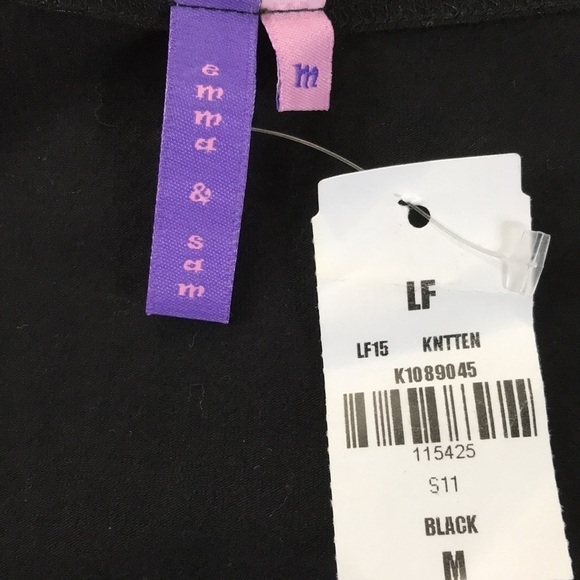 emma & sam
m
LF
LF15 KNTTEN
K1089045
115425
S11
BLACK
M